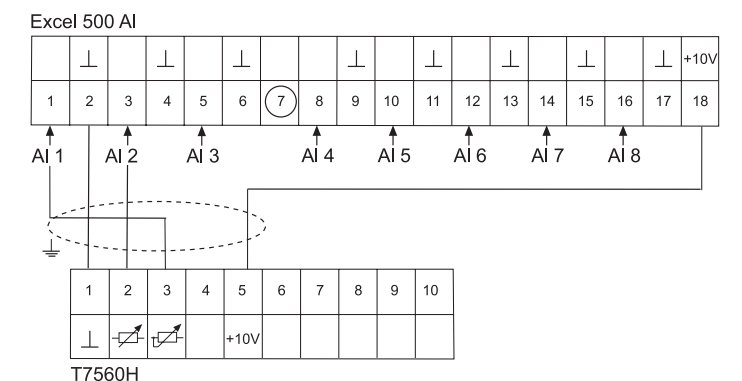 Excel 500 AI
+10V
1 2 3 4 5 6 7 8 9 10 11 12 13 14 15 16 17 18
AI 1 AI 2 AI 3 AI 4 AI 5 AI 6 AI 7 AI 8
1 2 3 4 5 6 7 8 9 10
+10V
T7560H